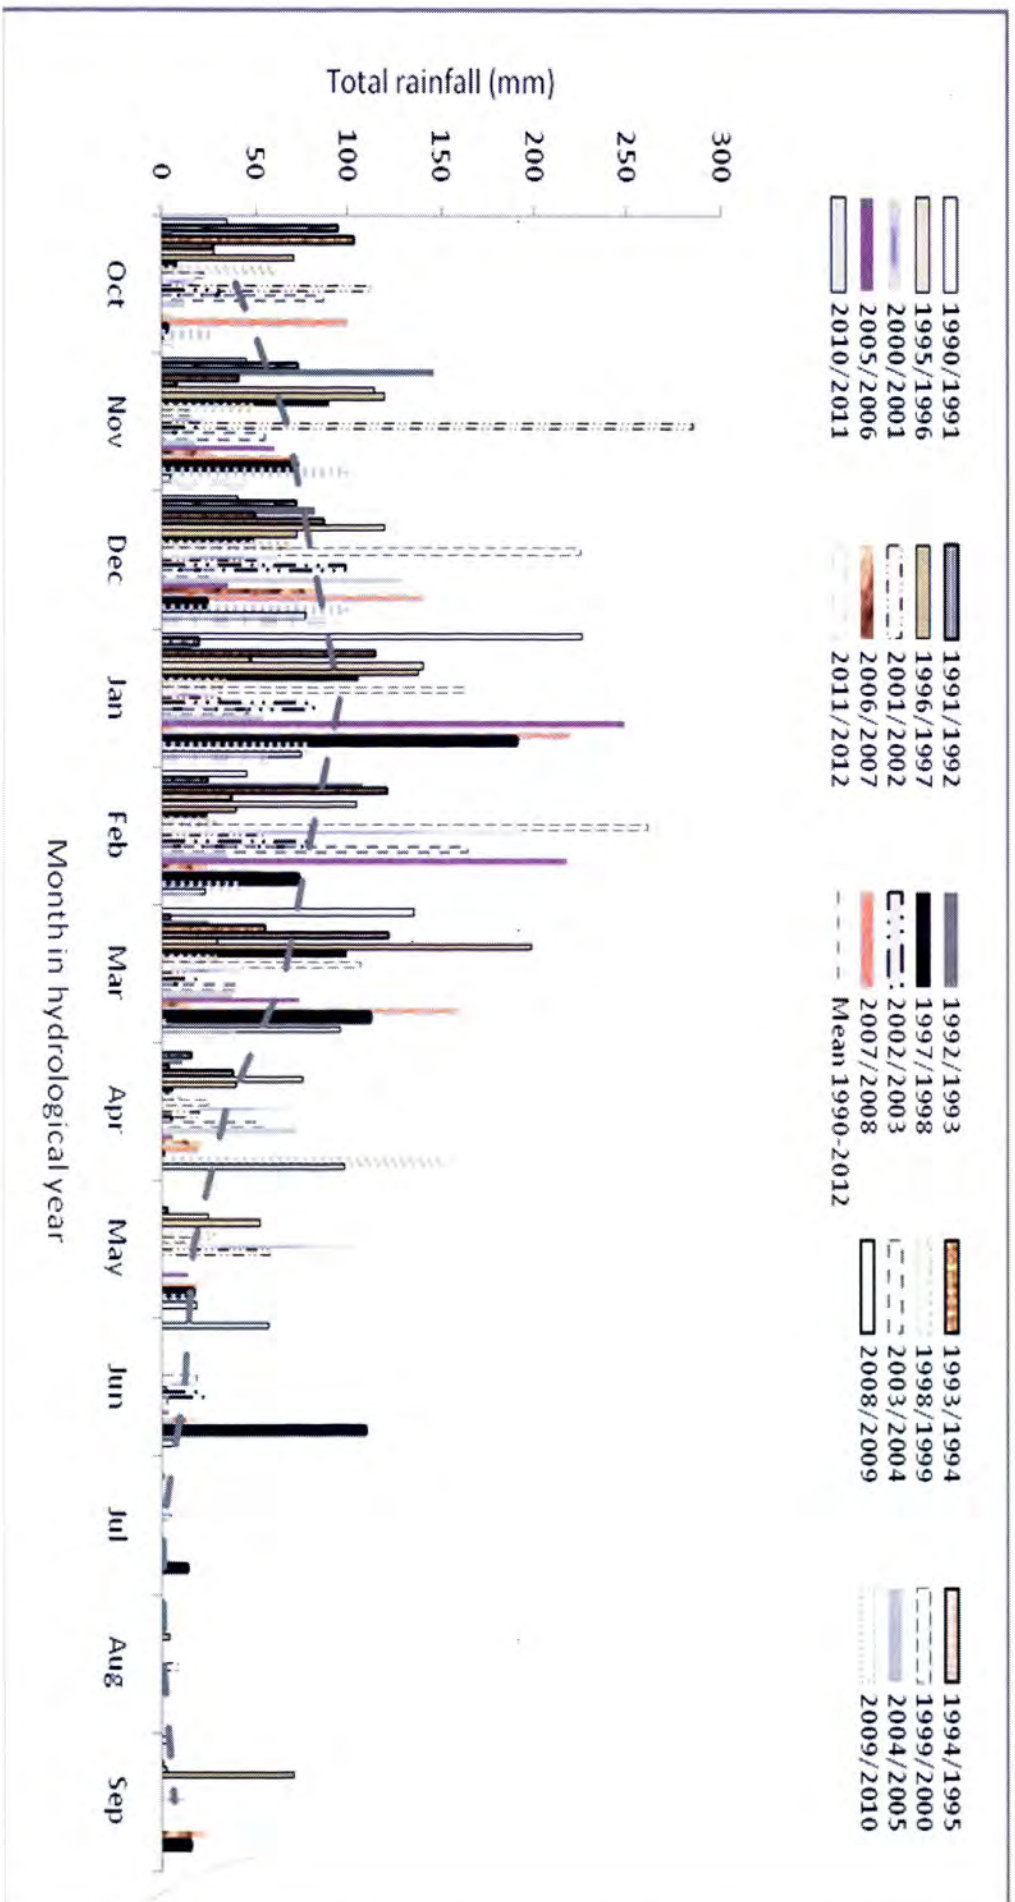 1990/1991 1991/1992 1992/1993 1993/1994 1994/1995
1995/1996 1996/1997 1997/1998 1998/1999 1999/2000
2000/2001 2001/2002 2002/2003 2003/2004 2004/2005
2005/2006 2006/2007 2007/2008 2008/2009 2009/2010
2010/2011 2011/2012 Mean 1990-2012
Total rainfall (mm)
300
250
200
150
100
50
0
Oct Nov Dec Jan Feb Mar Apr May Jun Jul Aug Sep
Month in hydrological year